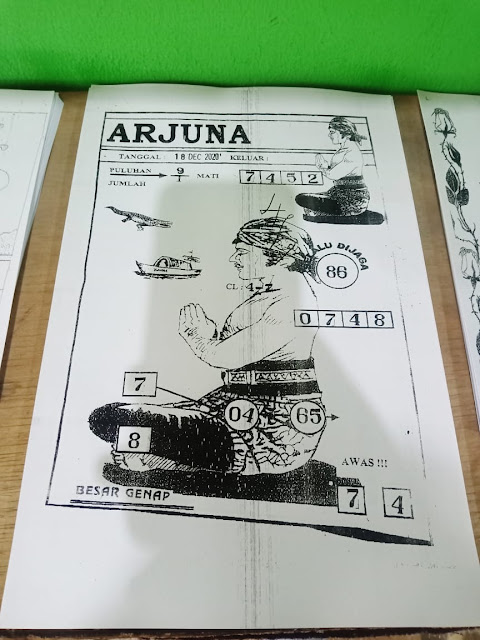 ARJUNA
TANGGAL : 18 DEC 2020' KELUAR :
PULUHAN 9 MATI 7 4 5 2
JUMLAH 1
LU DIJAGA
86
CL : 4-2
0 7 4 8
7
04 65
8
AWAS !!!
7 4
BESAR GENAP